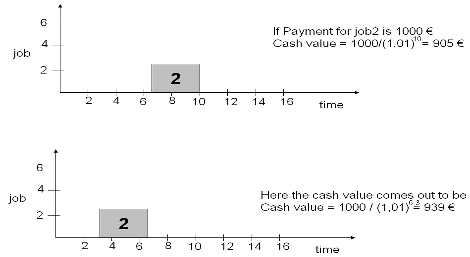 6
4
job
2
2
2 4 6 8 10 12 14 16
time
If Payment for job2 is 1000 €
Cash value = 1000/(1.01)^10 = 905 €
6
4
job
2
2
2 4 6 8 10 12 14 16
time
Here the cash value comes out to be
Cash value = 1000 / (1,01)^6,3 = 939 €